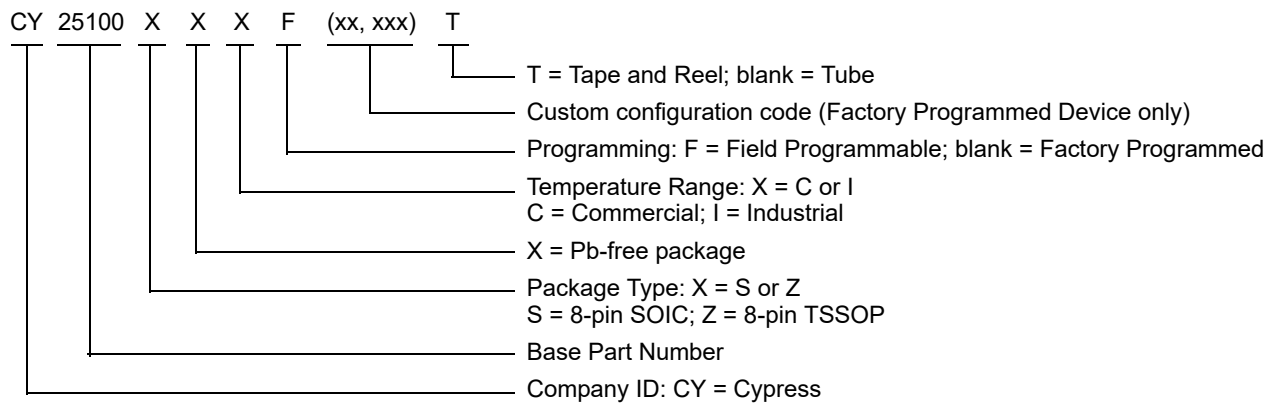 CY 25100 X X X F (xx, xxx) T
T = Tape and Reel; blank = Tube
Custom configuration code (Factory Programmed Device only)
Programming: F = Field Programmable; blank = Factory Programmed
Temperature Range: X = C or I
C = Commercial; I = Industrial
X = Pb-free package
Package Type: X = S or Z
S = 8-pin SOIC; Z = 8-pin TSSOP
Base Part Number
Company ID: CY = Cypress